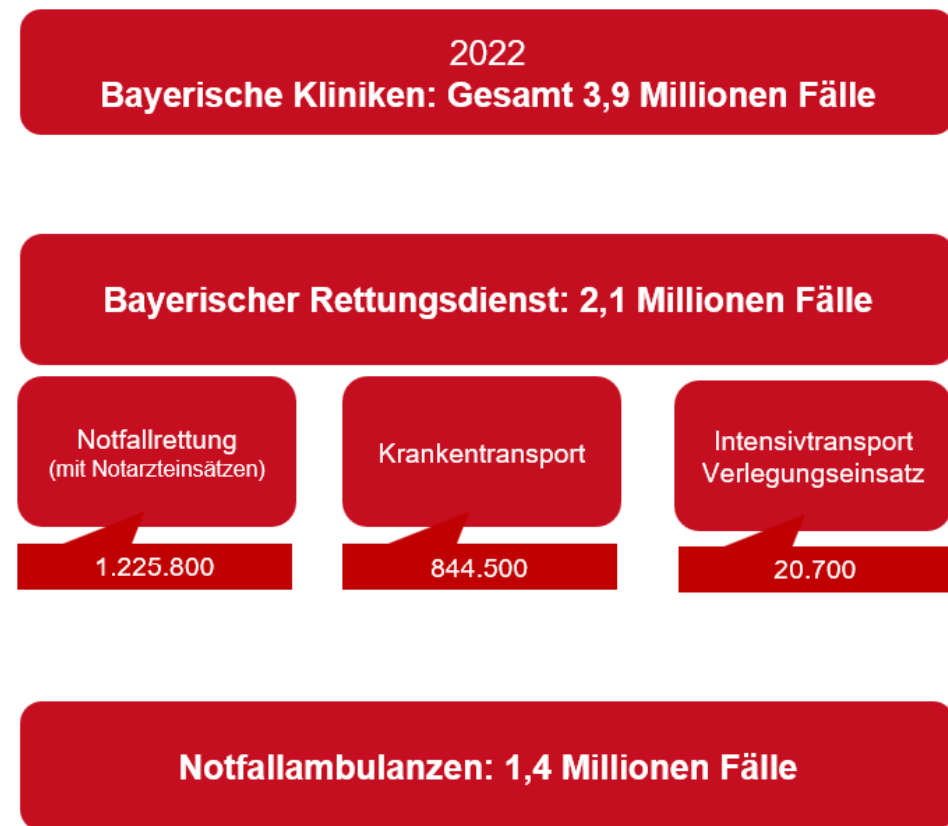 2022
Bayerische Kliniken: Gesamt 3,9 Millionen Fälle
Bayerischer Rettungsdienst: 2,1 Millionen Fälle
Notfallrettung
(mit Notarzteinsätzen)
1.225.800
Krankentransport
844.500
Intensivtransport
Verlegungseinsatz
20.700
Notfallambulanzen: 1,4 Millionen Fälle